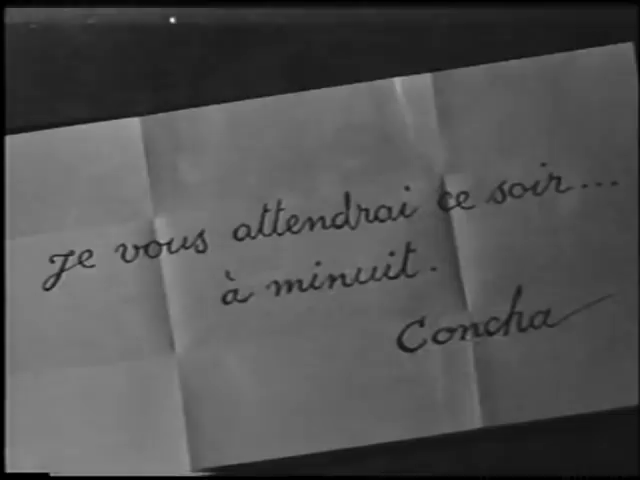 Je vous attendrai ce soir...
à minuit.
Concha